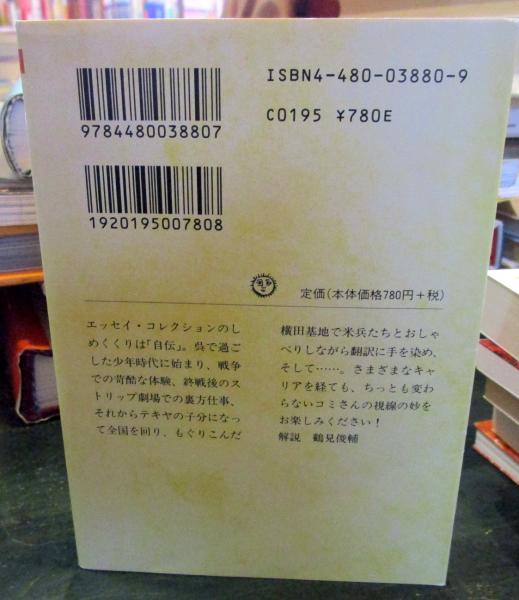 ISBN4-480-03880-9
9784480038807
C0195 ¥780E
1920195007808
定価(本体価格780円+税)
エッセイ・コレクションのし
めくくりは「自伝」。呉で過ご
した少年時代に始まり、戦争
での苛酷な体験、終戦後のス
トリップ劇場での裏方仕事、
それからテキヤの子分になっ
て全国を回り、もぐりこんだ
横田基地で米兵たちとおしゃ
べりしながら翻訳に手を染め、
そして……。さまざまなキャ
リアを経ても、ちっとも変わ
らないコミさんの視線の妙を
お楽しみください!
解説 鶴見俊輔